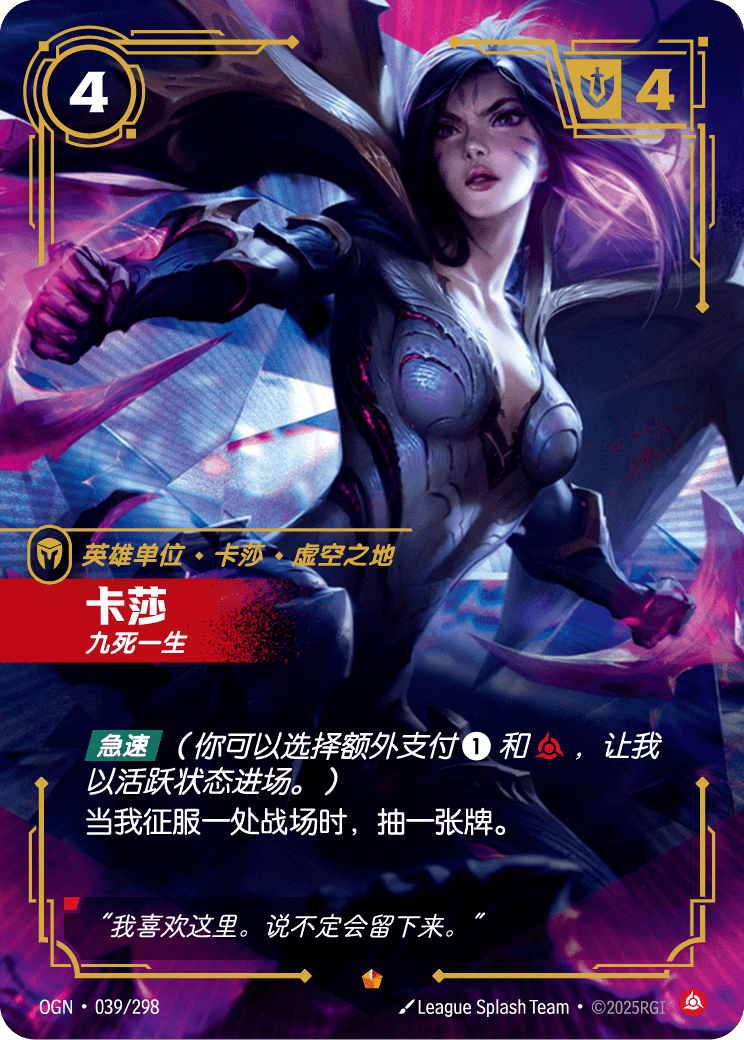 4
4
英雄单位 • 卡莎 • 虚空之地
卡莎
九死一生
急速（你可以选择额外支付1和，让我
以活跃状态进场。）
当我征服一处战场时，抽一张牌。
“我喜欢这里。说不定会留下来。”
OGN • 039/298
League Splash Team • ©2025RGI